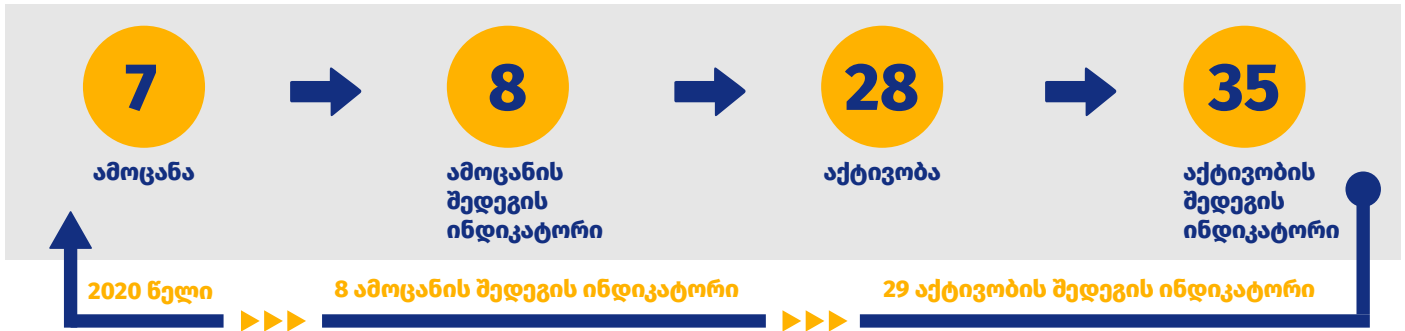 7
ამოცანა
8
ამოცანის
შედეგის
ინდიკატორი
28
აქტივობა
35
აქტივობის
შედეგის
ინდიკატორი
2020 წელი
8 ამოცანის შედეგის ინდიკატორი
29 აქტივობის შედეგის ინდიკატორი